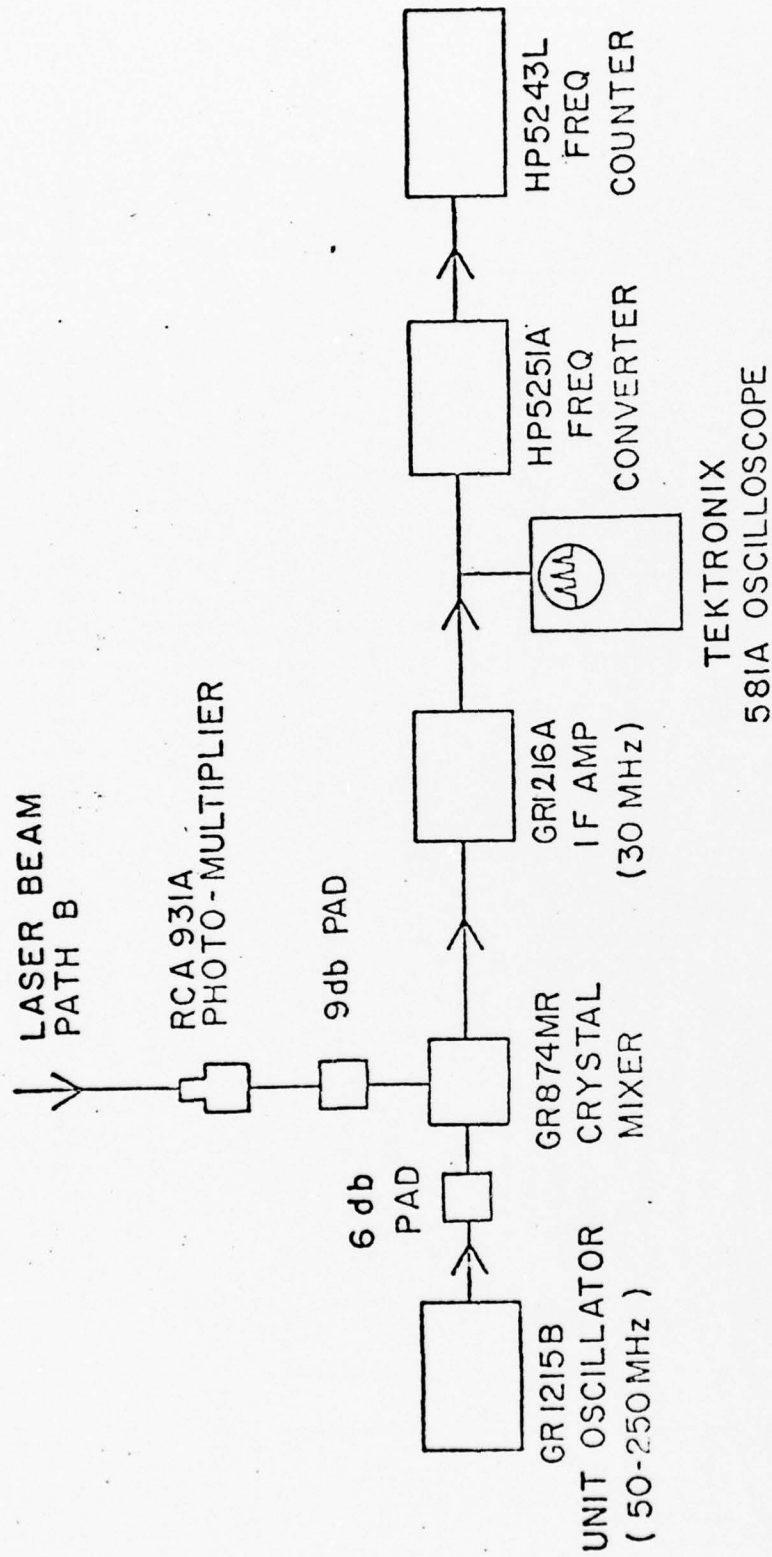 LASER BEAM
PATH B
RCA 931A
PHOTO-MULTIPLIER
9db PAD
6 db
PAD
GR1215B
UNIT OSCILLATOR
(50-250MHz)
GR874MR
CRYSTAL
MIXER
GR1216A
IF AMP
(30 MHz)
TEKTRONIX
581A OSCILLOSCOPE
HP5251A
FREQ
CONVERTER
HP5243L
FREQ
COUNTER